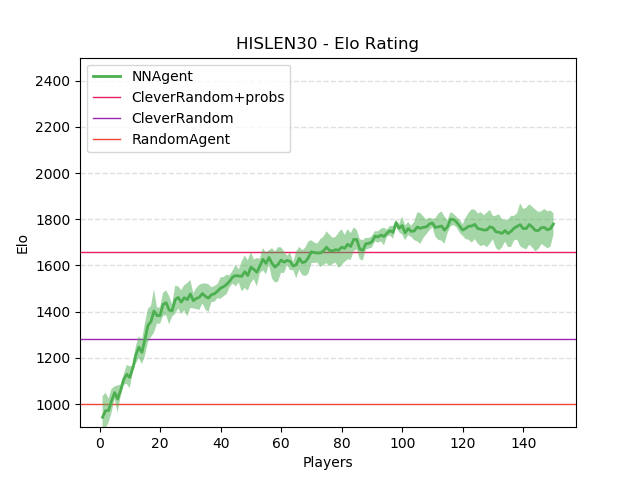 HISLEN30 - Elo Rating
NNAgent
CleverRandom+probs
CleverRandom
RandomAgent
2400
2200
2000
1800
1600
1400
1200
1000
Elo
0 20 40 60 80 100 120 140
Players